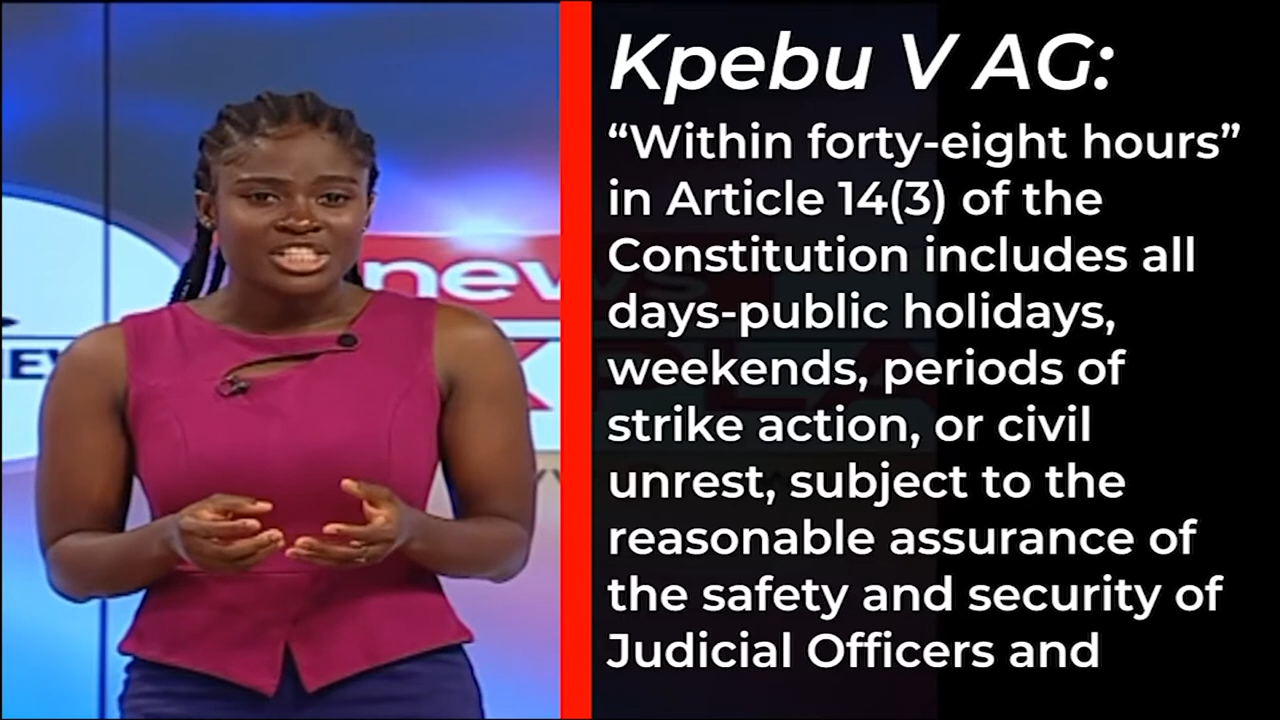 Kpebu V AG:
“Within forty-eight hours”
in Article 14(3) of the
Constitution includes all
days-public holidays,
weekends, periods of
strike action, or civil
unrest, subject to the
reasonable assurance of
the safety and security of
Judicial Officers and
new